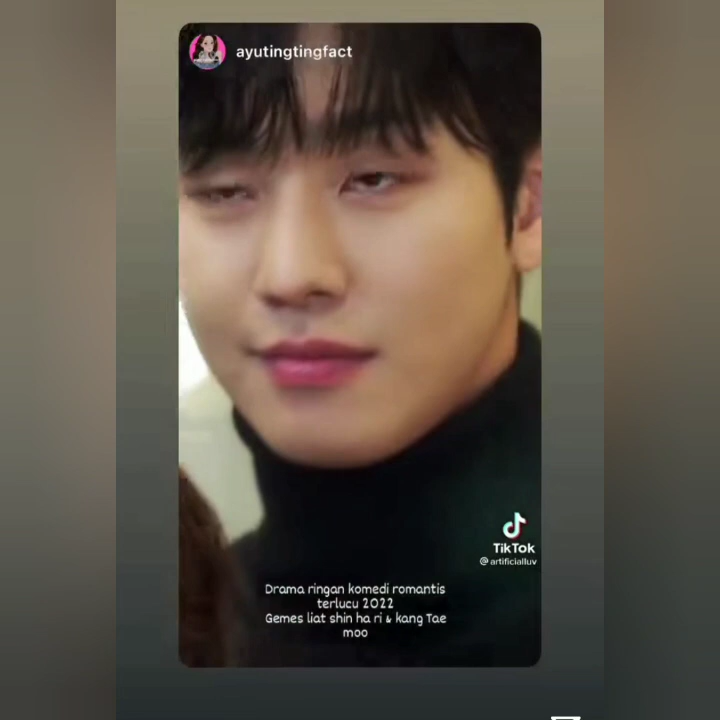 ayutingtingfact
TikTok
@artificialluv
Drama ringan komedi romantis
terlucu 2022
Gemes liat shin ha ri & kang Tae
moo